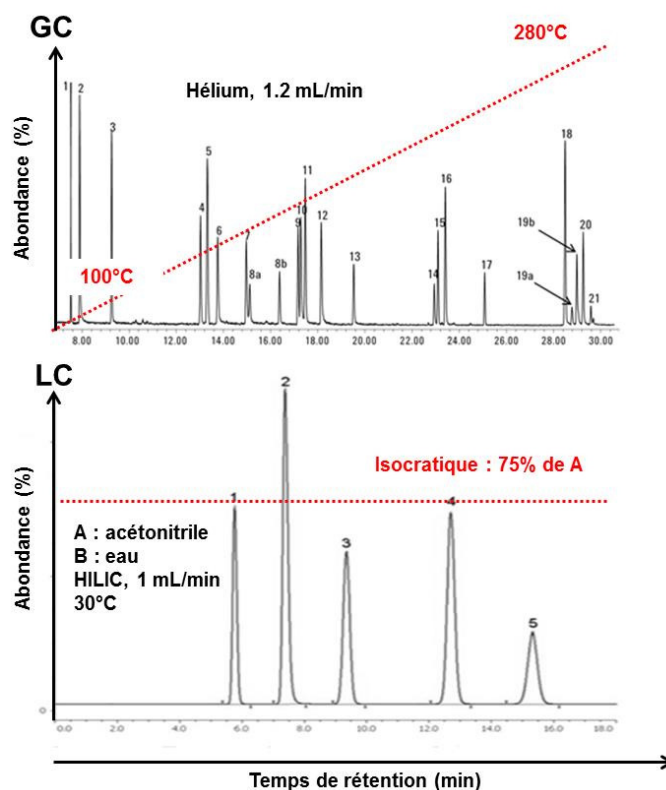 GC
280°C
Hélium, 1.2 mL/min
Abondance (%)
100°C
1
2
3
4
5
6
7
8a
8b
9
10
11
12
13
14
15
16
17
18
19a
19b
20
21
8.00 10.00 12.00 14.00 16.00 18.00 20.00 22.00 24.00 26.00 28.00 30.00
LC
Abondance (%)
Isocratique : 75% de A
A : acétonitrile
B : eau
HILIC, 1 mL/min
30°C
1
2
3
4
5
0
0.0 2.0 4.0 6.0 8.0 10.0 12.0 14.0 16.0 18.0
Temps de rétention (min)